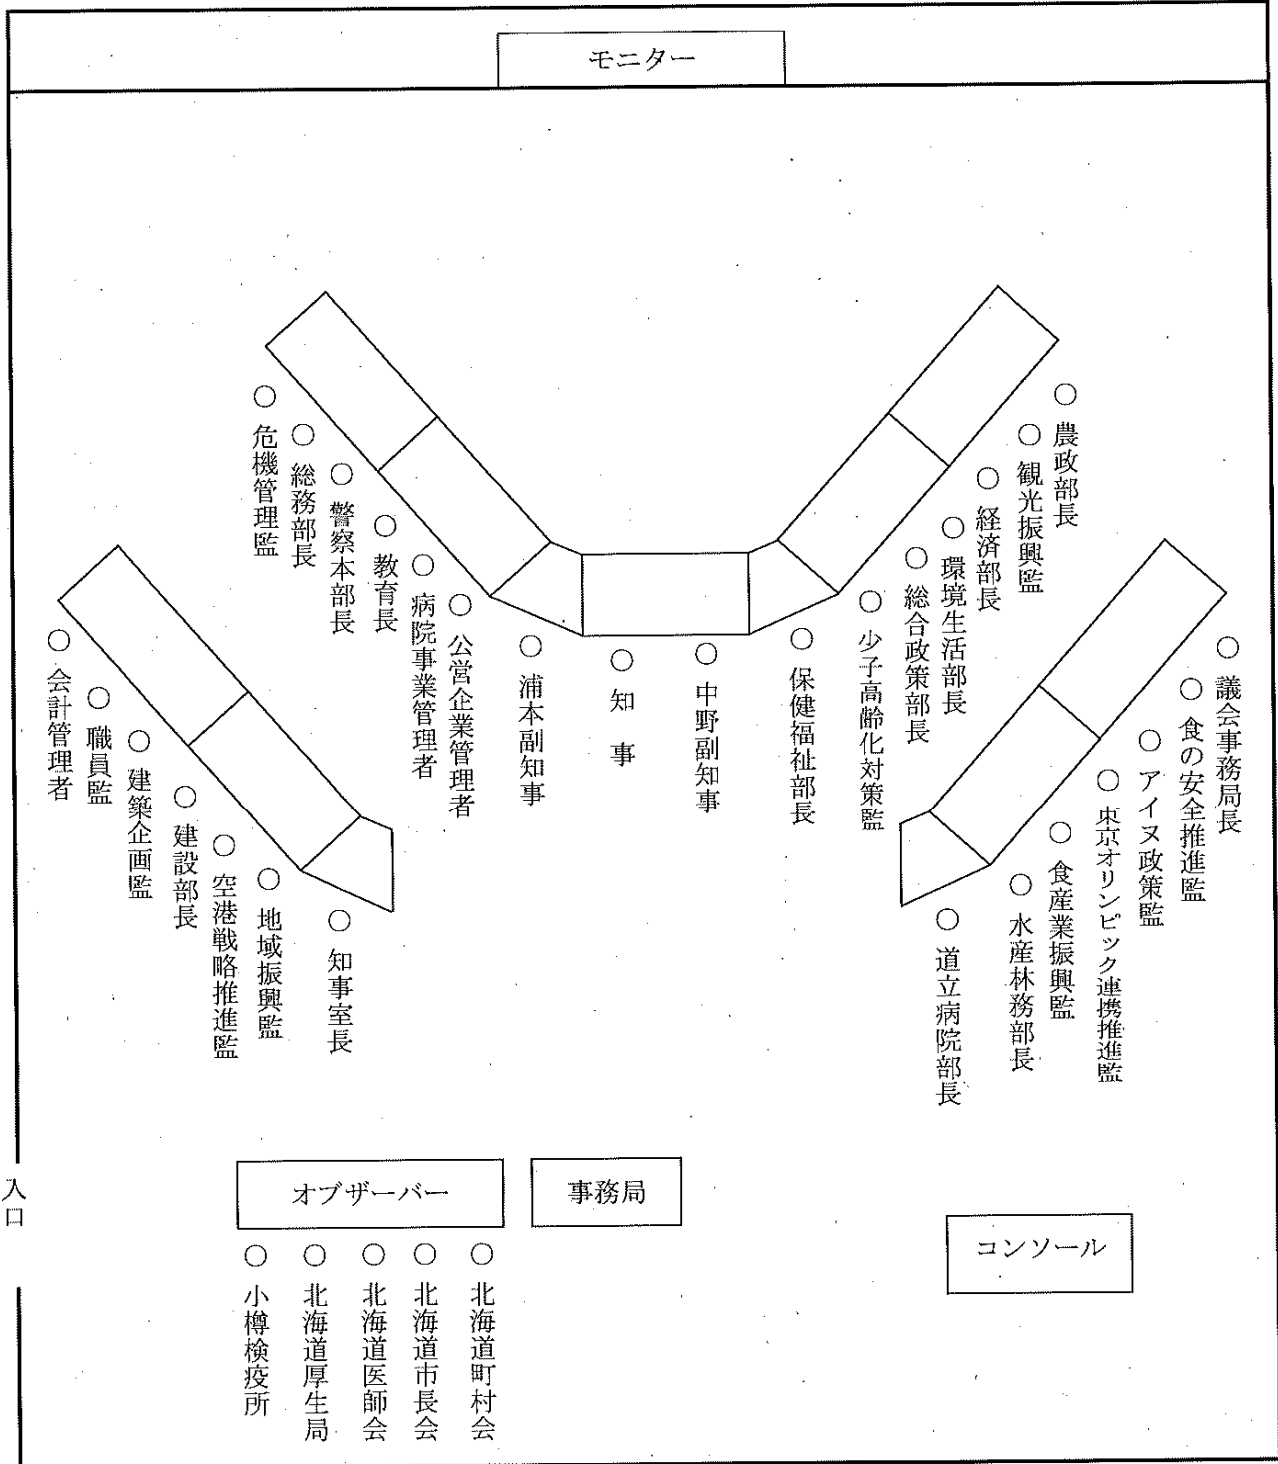 モニター
危機管理監
総務部長
警察本部長
教育長
病院事業管理者
公営企業管理者
浦本副知事
知事
中野副知事
保健福祉部長
少子高齢化対策監
総合政策部長
環境生活部長
経済部長
観光振興監
農政部長
会計管理者
職員監
建築企画監
建設部長
空港戦略推進監
地域振興監
知事室長
道立病院部長
水産林務部長
食産業振興監
東京オリンピック連携推進監
アイヌ政策監
食の安全推進監
議会事務局長
入口
オブザーバー
事務局
コンソール
小樽検疫所
北海道厚生局
北海道医師会
北海道市長会
北海道町村会